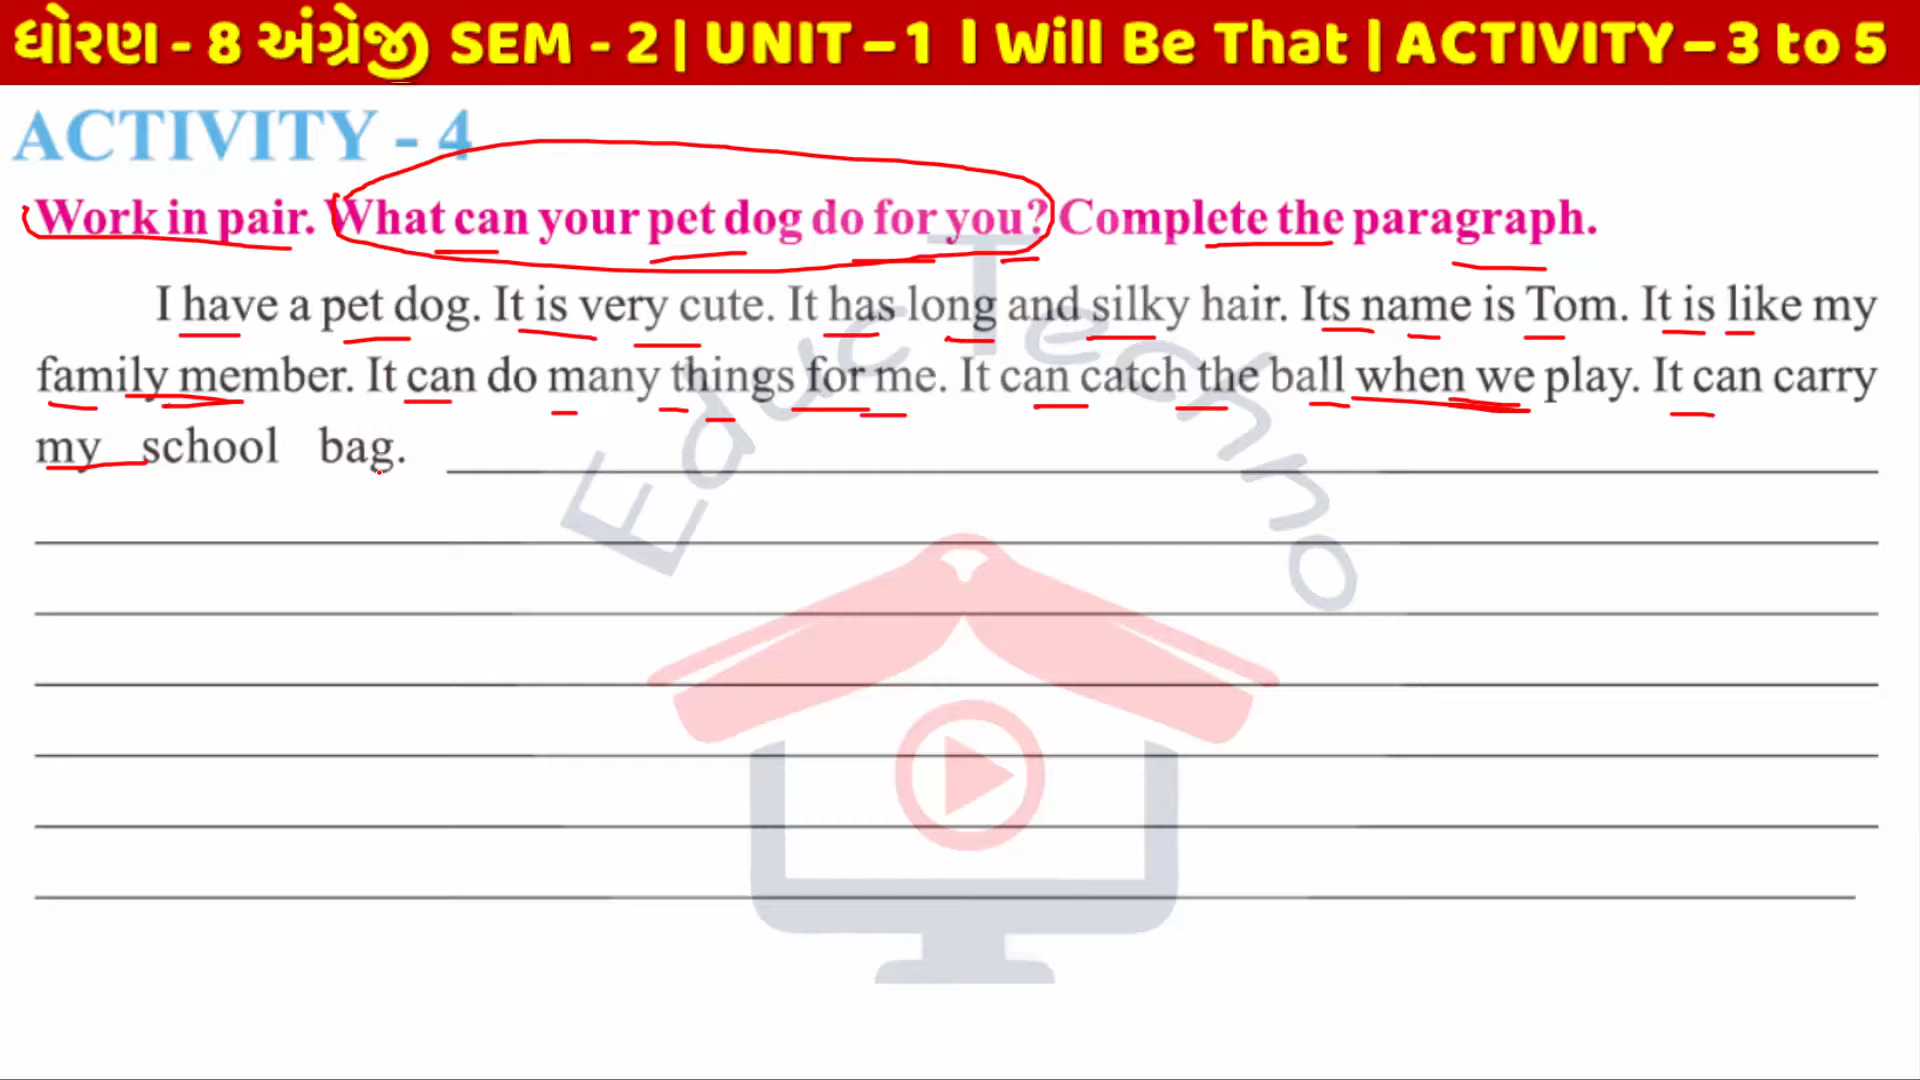 ધોરણ - 8 અંગ્રેજી SEM - 2 | UNIT – 1 I Will Be That | ACTIVITY – 3 to 5
ACTIVITY - 4
Work in pair. What can your pet dog do for you? Complete the paragraph.
I have a pet dog. It is very cute. It has long and silky hair. Its name is Tom. It is like my
family member. It can do many things for me. It can catch the ball when we play. It can carry
my school bag.
EducTechno